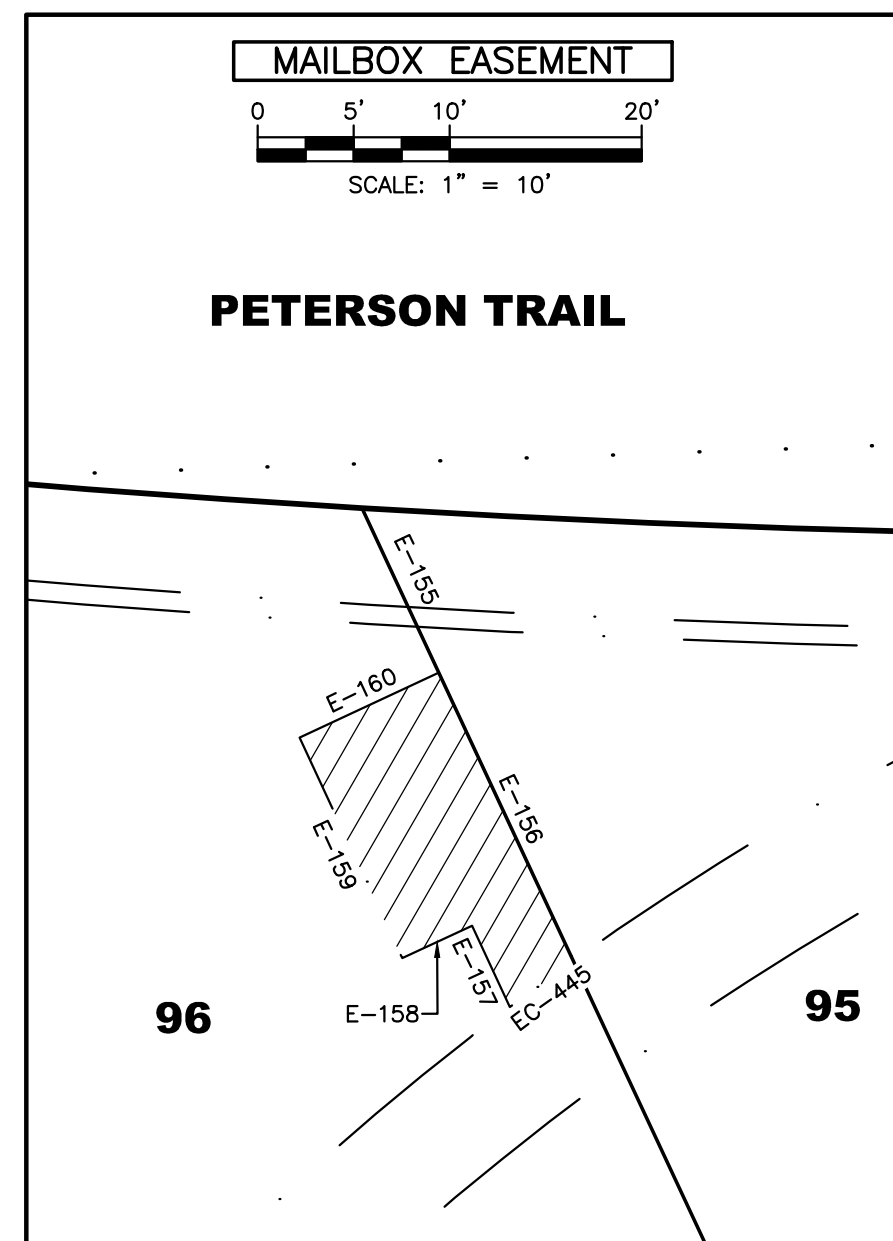 MAILBOX EASEMENT
0 5' 10' 20'
SCALE: 1" = 10'
PETERSON TRAIL
E-155
E-160
E-156
E-159
E-157
EC-445
E-158
96
95